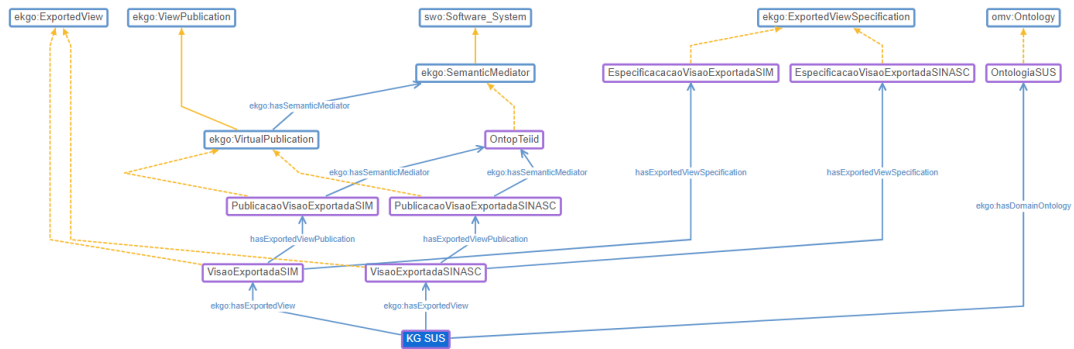 ekgo:ExportedView
ekgo:ViewPublication
swo:Software_System
ekgo:ExportedViewSpecification
omv:Ontology
ekgo:SemanticMediator
EspecificacacaoVisaoExportadaSIM
EspecificacaoVisaoExportadaSINASC
OntologiaSUS
ekgo:hasSemanticMediator
ekgo:VirtualPublication
OntopTeiid
ekgo:hasSemanticMediator
ekgo:hasSemanticMediator
hasExportedViewSpecification
hasExportedViewSpecification
PublicacaoVisaoExportadaSIM
PublicacaoVisaoExportadaSINASC
ekgo:hasDomainOntology
hasExportedViewPublication
hasExportedViewPublication
VisaoExportadaSIM
VisaoExportadaSINASC
ekgo:hasExportedView
ekgo:hasExportedView
KG SUS